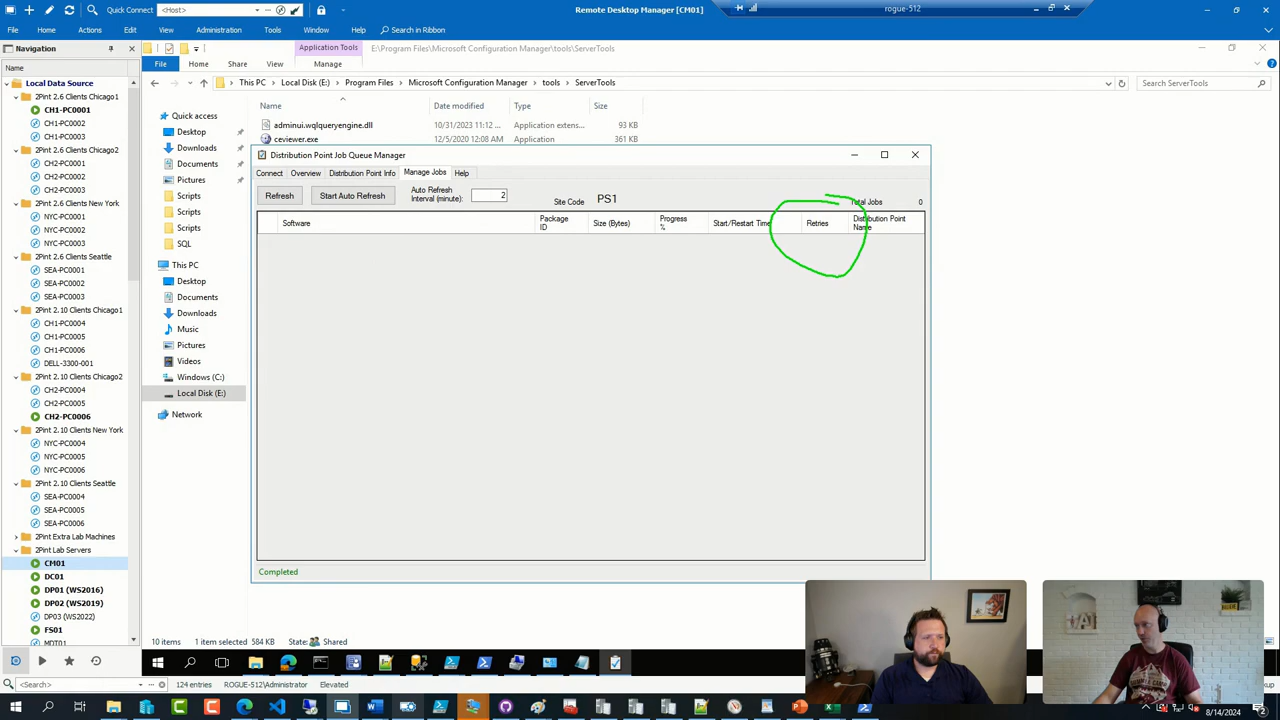 Quick Connect <Host> Remote Desktop Manager [CM01] rogue-512
File Home Edit View Administration Tools Window Help Search in Ribbon
Actions
Navigation
Name
Local Data Source
2Pint 2.6 Clients Chicago1
CH1-PC0001
CH1-PC0002
CH1-PC0003
2Pint 2.6 Clients Chicago2
CH2-PC0001
CH2-PC0002
CH2-PC0003
2Pint 2.6 Clients New York
NYC-PC0001
NYC-PC0002
NYC-PC0003
2Pint 2.6 Clients Seattle
SEA-PC0001
SEA-PC0002
SEA-PC0003
2Pint 2.10 Clients Chicago1
CH1-PC0004
CH1-PC0005
CH1-PC0006
DELL-3300-001
2Pint 2.10 Clients Chicago2
CH2-PC0004
CH2-PC0005
CH2-PC0006
2Pint 2.10 Clients New York
NYC-PC0004
NYC-PC0005
NYC-PC0006
2Pint 2.10 Clients Seattle
SEA-PC0004
SEA-PC0005
SEA-PC0006
2Pint Extra Lab Machines
2Pint Lab Servers
CM01
DC01
DP01 (WS2016)
DP02 (WS2019)
DP03 (WS2022)
FS01
MDT01
Application Tools E:\Program Files\Microsoft Configuration Manager\tools\ServerTools
File Home Share View Manage
This PC Local Disk (E:) Program Files Microsoft Configuration Manager tools ServerTools Search ServerTools
Quick access
Desktop
Downloads
Documents
Pictures
Scripts
Scripts
Scripts
SQL
This PC
Desktop
Documents
Downloads
Music
Pictures
Videos
Windows (C:)
Local Disk (E:)
Network
Name Date modified Type Size
adminui.wqlqueryengine.dll 10/31/2023 11:12 ... Application exten... 93 KB
ceviewer.exe 12/5/2020 12:08 AM Application 361 KB
Distribution Point Job Queue Manager
Connect Overview Distribution Point Info Manage Jobs Help
Refresh Start Auto Refresh Auto Refresh Interval (minute): 2 Site Code PS1 Total Jobs 0
Software Package ID Size (Bytes) Progress % Start/Restart Time Retries Distribution Point Name
Completed
10 items 1 item selected 584 KB State: Shared
<Search> 124 entries ROGUE-512\Administrator Elevated
8/14/2024